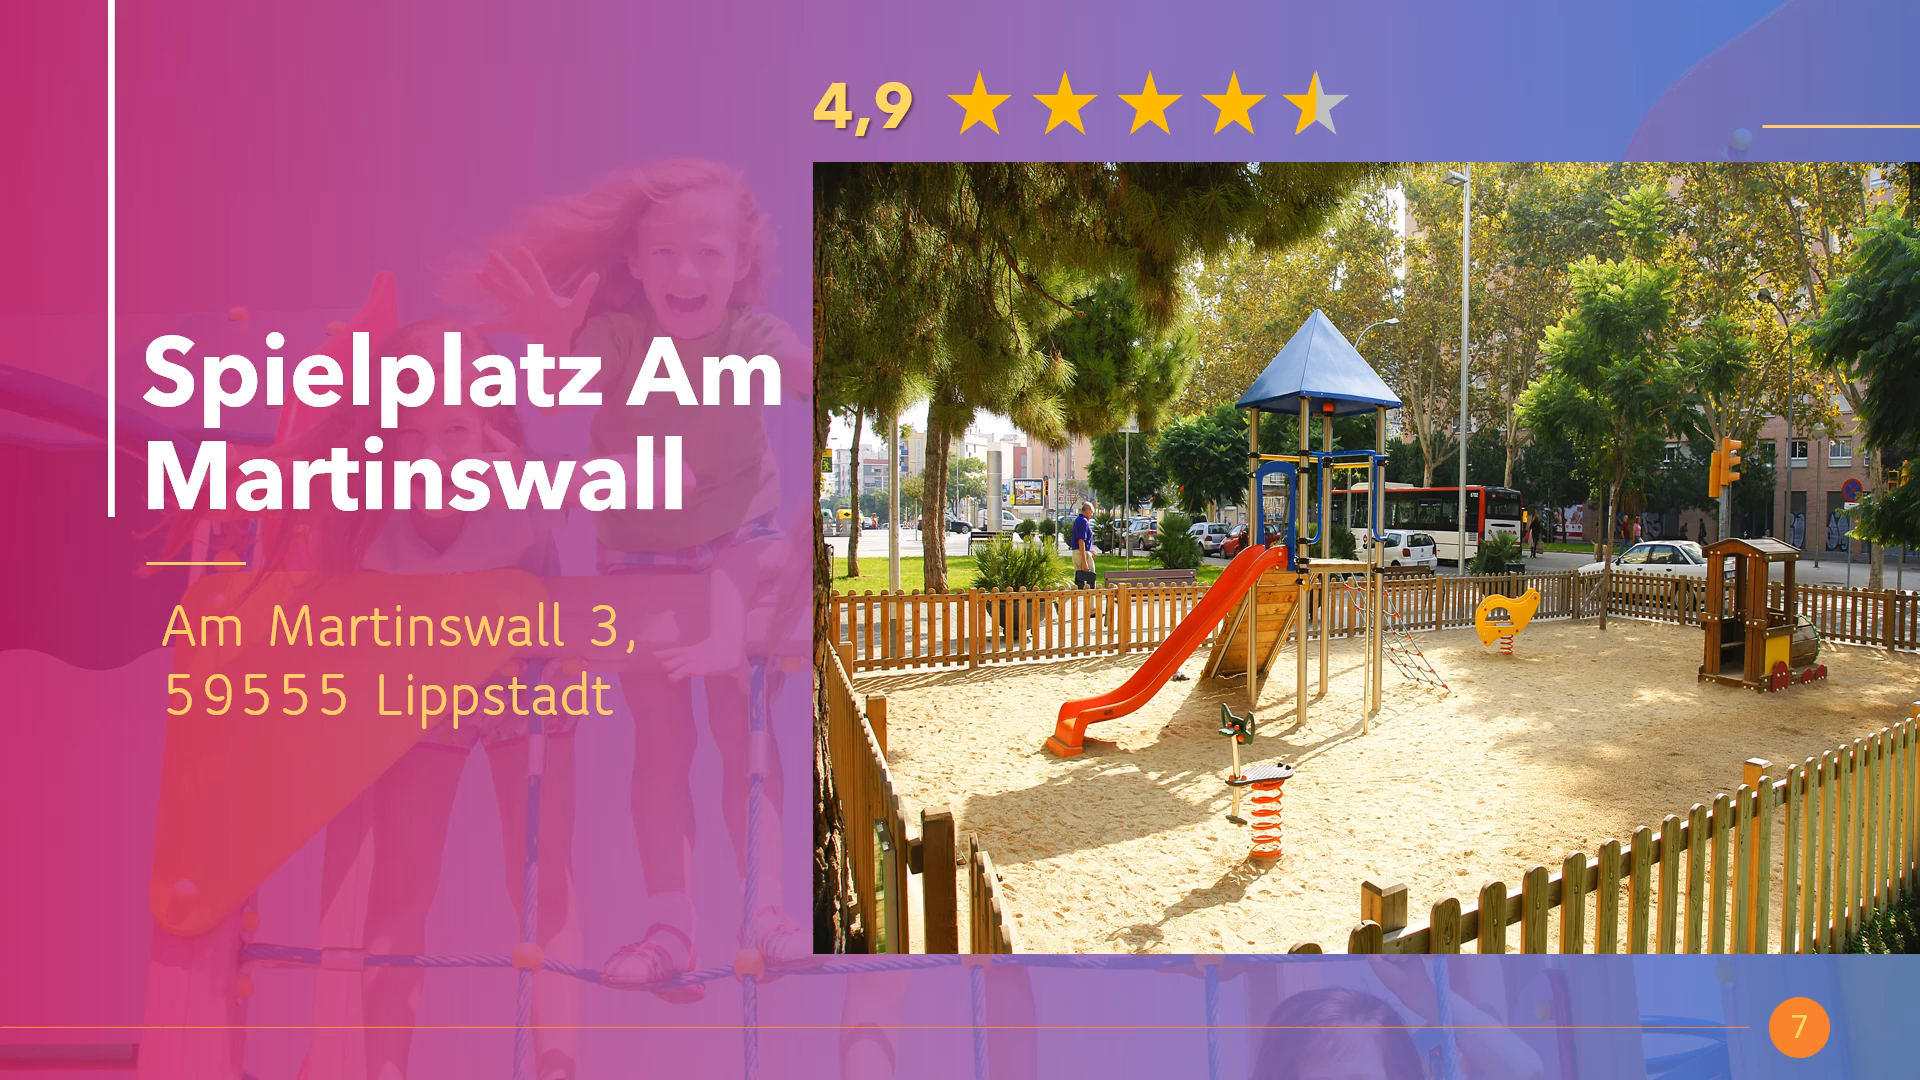 4,9
Spielplatz Am
Martinswall
Am Martinswall 3,
59555 Lippstadt
7